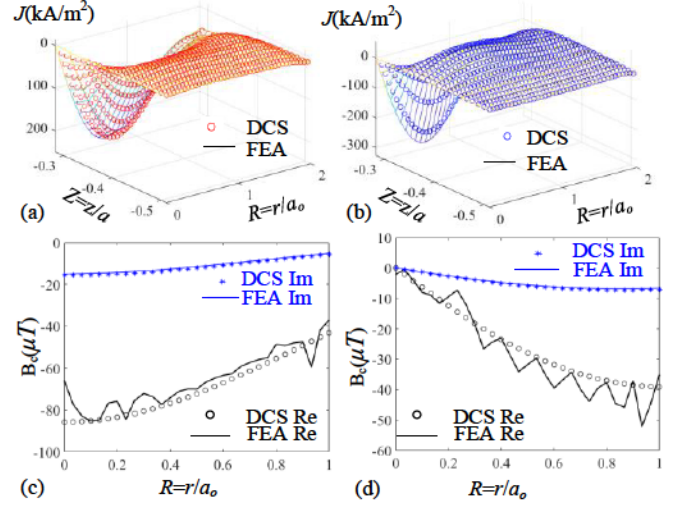 J(kA/m²)
0
100
200
-0.3
-0.4
-0.5
0
1
2
DCS
FEA
Z=z/a
R=r/aₒ
(a)
J(kA/m²)
0
-100
-200
-300
-0.3
-0.4
-0.5
0
1
2
DCS
FEA
Z=z/a
R=r/aₒ
(b)
20
0
-20
-40
-60
-80
-100
B_c(μT)
DCS Im
FEA Im
DCS Re
FEA Re
0 0.2 0.4 0.6 0.8 1
(c) R=r/aₒ
10
0
-10
-20
-30
-40
-50
-60
B_c(μT)
DCS Im
FEA Im
DCS Re
FEA Re
0 0.2 0.4 0.6 0.8 1
(d) R=r/aₒ